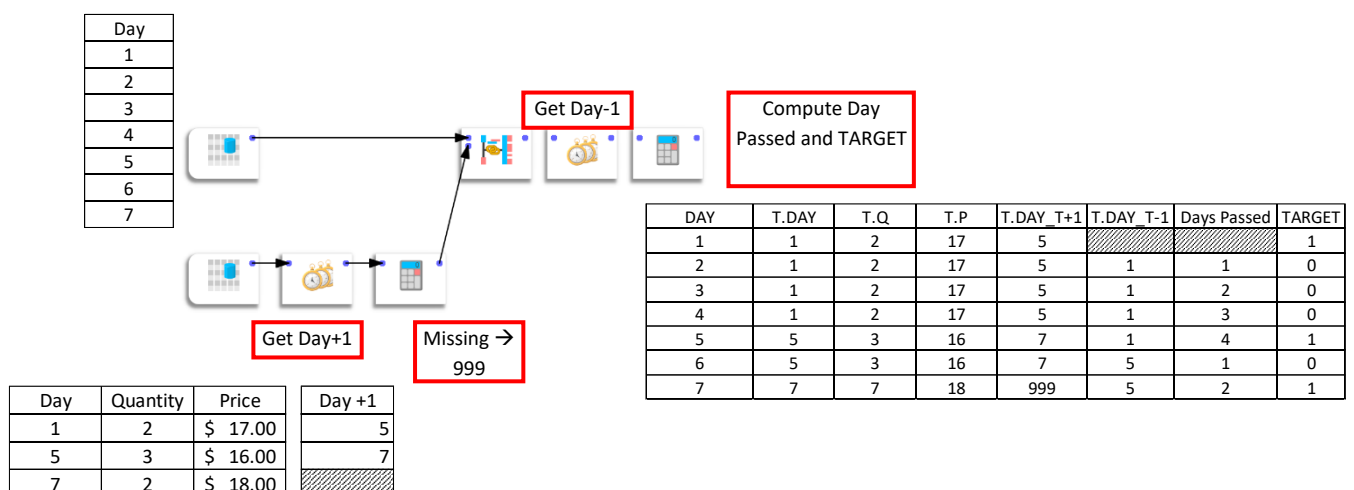 Day
1
2
3
4
5
6
7
Get Day-1
Compute Day
Passed and TARGET
Get Day+1
Missing →
999
DAY T.DAY T.Q T.P T.DAY_T+1 T.DAY_T-1 Days Passed TARGET
1 1 2 17 5 1
2 1 2 17 5 1 1 0
3 1 2 17 5 1 2 0
4 1 2 17 5 1 3 0
5 5 3 16 7 1 4 1
6 5 3 16 7 5 1 0
7 7 7 18 999 5 2 1
Day Quantity Price Day +1
1 2 $ 17.00 5
5 3 $ 16.00 7
7 2 $ 18.00